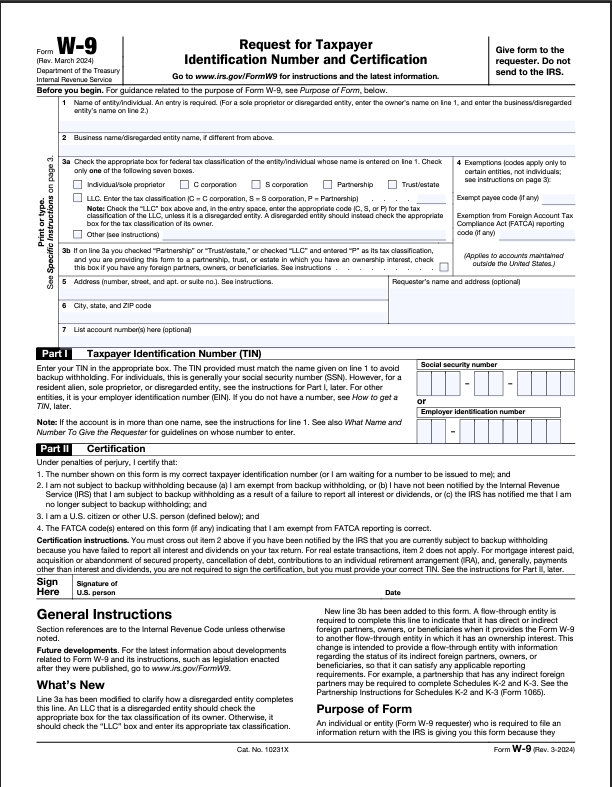 Form W-9
(Rev. March 2024)
Department of the Treasury
Internal Revenue Service
Request for Taxpayer
Identification Number and Certification
Go to www.irs.gov/FormW9 for instructions and the latest information.
Give form to the
requester. Do not
send to the IRS.
Before you begin. For guidance related to the purpose of Form W-9, see Purpose of Form, below.
Print or type.
See Specific Instructions on page 3.
1 Name of entity/individual. An entry is required. (For a sole proprietor or disregarded entity, enter the owner's name on line 1, and enter the business/disregarded
entity's name on line 2.)
2 Business name/disregarded entity name, if different from above.
3a Check the appropriate box for federal tax classification of the entity/individual whose name is entered on line 1. Check
only one of the following seven boxes.
Individual/sole proprietor C corporation S corporation Partnership Trust/estate
LLC. Enter the tax classification (C = C corporation, S = S corporation, P = Partnership) . . . .
Note: Check the "LLC" box above and, in the entry space, enter the appropriate code (C, S, or P) for the tax
classification of the LLC, unless it is a disregarded entity. A disregarded entity should instead check the appropriate
box for the tax classification of its owner.
Other (see instructions)
3b If on line 3a you checked "Partnership" or "Trust/estate," or checked "LLC" and entered "P" as its tax classification,
and you are providing this form to a partnership, trust, or estate in which you have an ownership interest, check
this box if you have any foreign partners, owners, or beneficiaries. See instructions . . . . . . . . .
4 Exemptions (codes apply only to
certain entities, not individuals;
see instructions on page 3):
Exempt payee code (if any)
Exemption from Foreign Account Tax
Compliance Act (FATCA) reporting
code (if any)
(Applies to accounts maintained
outside the United States.)
5 Address (number, street, and apt. or suite no.). See instructions.
Requester's name and address (optional)
6 City, state, and ZIP code
7 List account number(s) here (optional)
Part I Taxpayer Identification Number (TIN)
Enter your TIN in the appropriate box. The TIN provided must match the name given on line 1 to avoid
backup withholding. For individuals, this is generally your social security number (SSN). However, for a
resident alien, sole proprietor, or disregarded entity, see the instructions for Part I, later. For other
entities, it is your employer identification number (EIN). If you do not have a number, see How to get a
TIN, later.
Note: If the account is in more than one name, see the instructions for line 1. See also What Name and
Number To Give the Requester for guidelines on whose number to enter.
Social security number
– –
or
Employer identification number
–
Part II Certification
Under penalties of perjury, I certify that:
1. The number shown on this form is my correct taxpayer identification number (or I am waiting for a number to be issued to me); and
2. I am not subject to backup withholding because (a) I am exempt from backup withholding, or (b) I have not been notified by the Internal Revenue
Service (IRS) that I am subject to backup withholding as a result of a failure to report all interest or dividends, or (c) the IRS has notified me that I am
no longer subject to backup withholding; and
3. I am a U.S. citizen or other U.S. person (defined below); and
4. The FATCA code(s) entered on this form (if any) indicating that I am exempt from FATCA reporting is correct.
Certification instructions. You must cross out item 2 above if you have been notified by the IRS that you are currently subject to backup withholding
because you have failed to report all interest and dividends on your tax return. For real estate transactions, item 2 does not apply. For mortgage interest paid,
acquisition or abandonment of secured property, cancellation of debt, contributions to an individual retirement arrangement (IRA), and, generally, payments
other than interest and dividends, you are not required to sign the certification, but you must provide your correct TIN. See the instructions for Part II, later.
Sign
Here
Signature of
U.S. person
Date
General Instructions
Section references are to the Internal Revenue Code unless otherwise
noted.
Future developments. For the latest information about developments
related to Form W-9 and its instructions, such as legislation enacted
after they were published, go to www.irs.gov/FormW9.
What's New
Line 3a has been modified to clarify how a disregarded entity completes
this line. An LLC that is a disregarded entity should check the
appropriate box for the tax classification of its owner. Otherwise, it
should check the "LLC" box and enter its appropriate tax classification.
New line 3b has been added to this form. A flow-through entity is
required to complete this line to indicate that it has direct or indirect
foreign partners, owners, or beneficiaries when it provides the Form W-9
to another flow-through entity in which it has an ownership interest. This
change is intended to provide a flow-through entity with information
regarding the status of its indirect foreign partners, owners, or
beneficiaries, so that it can satisfy any applicable reporting
requirements. For example, a partnership that has any indirect foreign
partners may be required to complete Schedules K-2 and K-3. See the
Partnership Instructions for Schedules K-2 and K-3 (Form 1065).
Purpose of Form
An individual or entity (Form W-9 requester) who is required to file an
information return with the IRS is giving you this form because they
Cat. No. 10231X
Form W-9 (Rev. 3-2024)